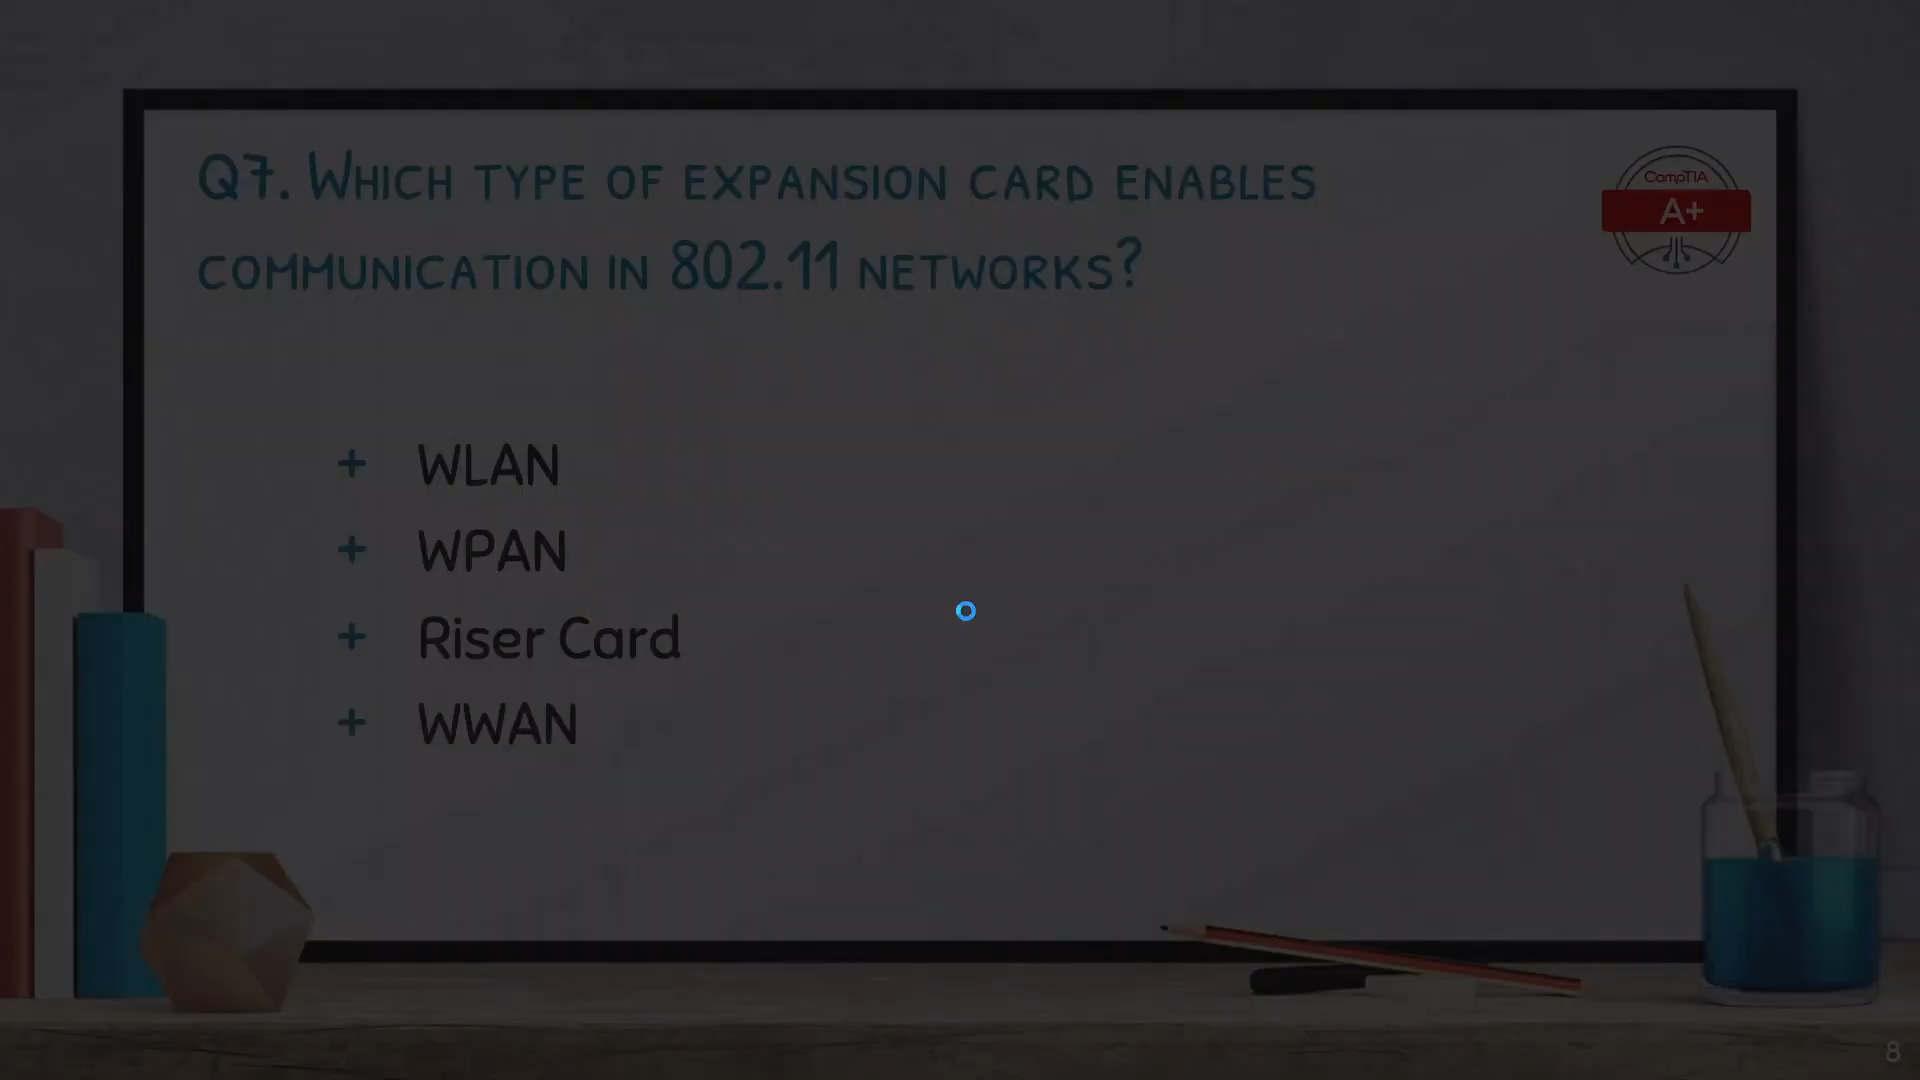 Q7. WHICH TYPE OF EXPANSION CARD ENABLES
COMMUNICATION IN 802.11 NETWORKS?
CompTIA
A+
+ WLAN
+ WPAN
+ Riser Card
+ WWAN
8